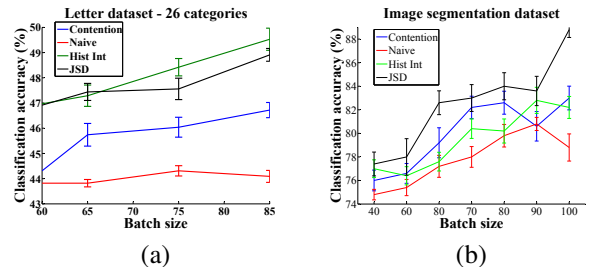 Letter dataset - 26 categories
Classification accuracy (%)
50
49
48
47
46
45
44
43
Contention
Naive
Hist Int
JSD
60
65
75
85
Batch size
(a)
Image segmentation dataset
Classification accuracy (%)
88
86
84
82
80
78
76
74
Contention
Naive
Hist Int
JSD
40
60
80
70
80
90
100
Batch size
(b)